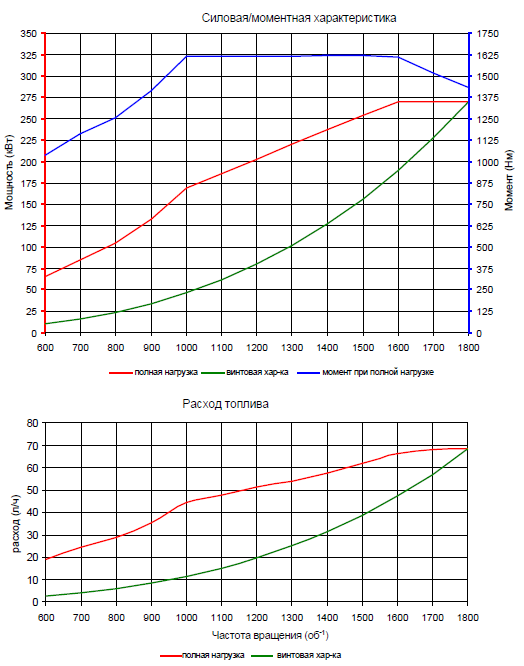 Силовая/моментная характеристика
350 1750
325 1625
300 1500
275 1375
250 1250
225 1125
200 1000
175 875
150 750
125 625
100 500
75 375
50 250
25 125
0 0
Мощность (кВт)
Момент (Нм)
600 700 800 900 1000 1100 1200 1300 1400 1500 1600 1700 1800
полная нагрузка винтовая хар-ка момент при полной нагрузке
Расход топлива
80
70
60
50
40
30
20
10
0
расход (л/ч)
600 700 800 900 1000 1100 1200 1300 1400 1500 1600 1700 1800
Частота вращения (об⁻¹)
полная нагрузка винтовая хар-ка